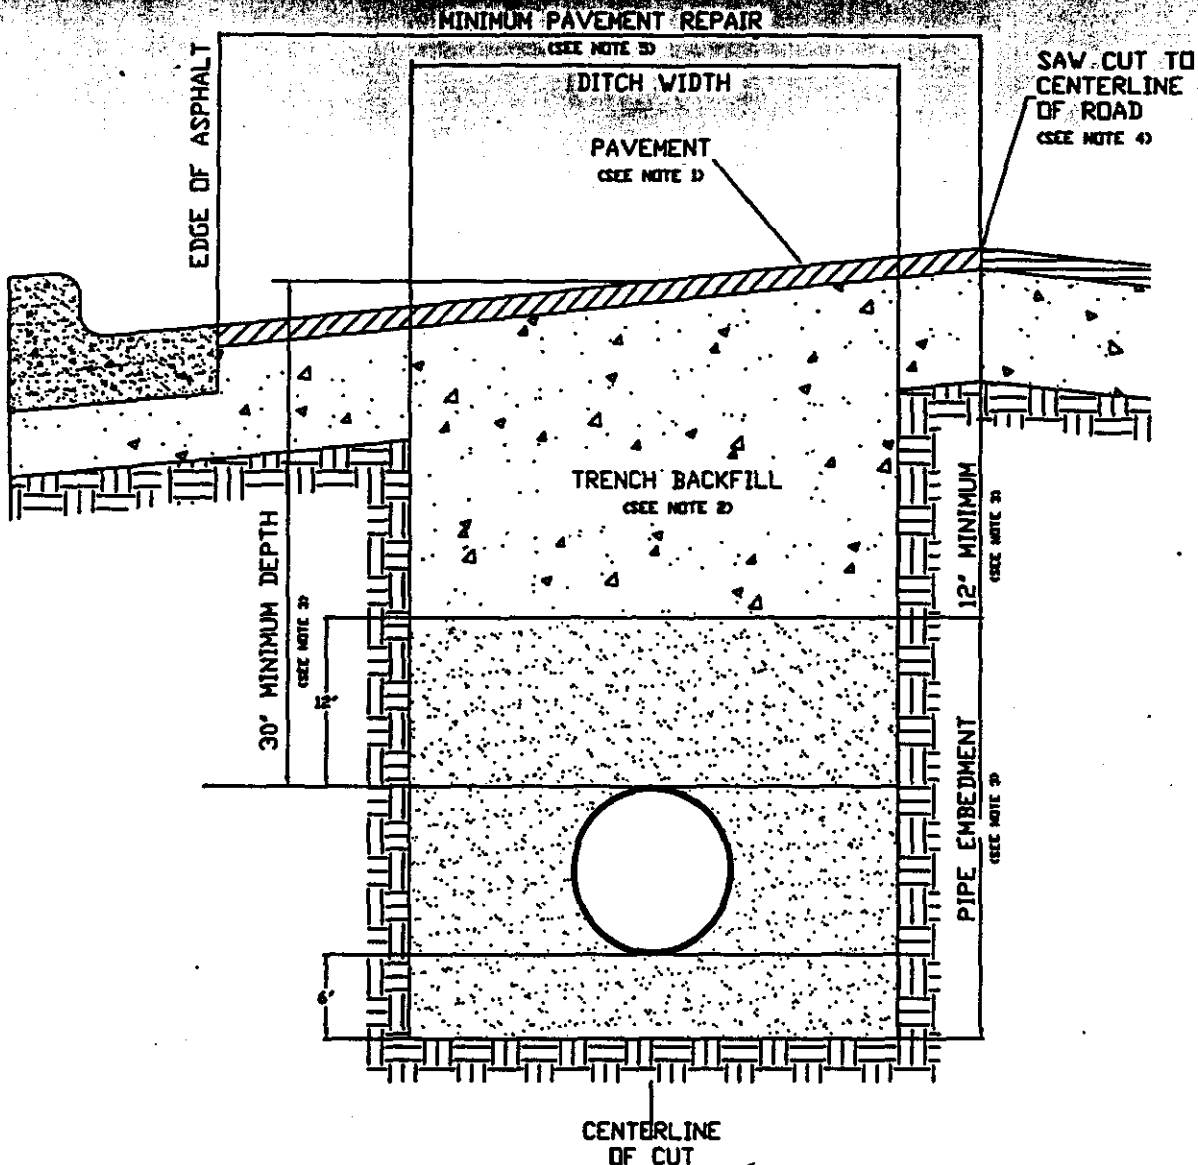 MINIMUM PAVEMENT REPAIR
(SEE NOTE 5)
DITCH WIDTH
EDGE OF ASPHALT
SAW CUT TO
CENTERLINE
OF ROAD
(SEE NOTE 4)
PAVEMENT
(SEE NOTE 1)
TRENCH BACKFILL
(SEE NOTE 2)
30" MINIMUM DEPTH
(SEE NOTE 3)
12"
12" MINIMUM
(SEE NOTE 3)
PIPE EMBEDMENT
(SEE NOTE 3)
6"
CENTERLINE
OF CUT